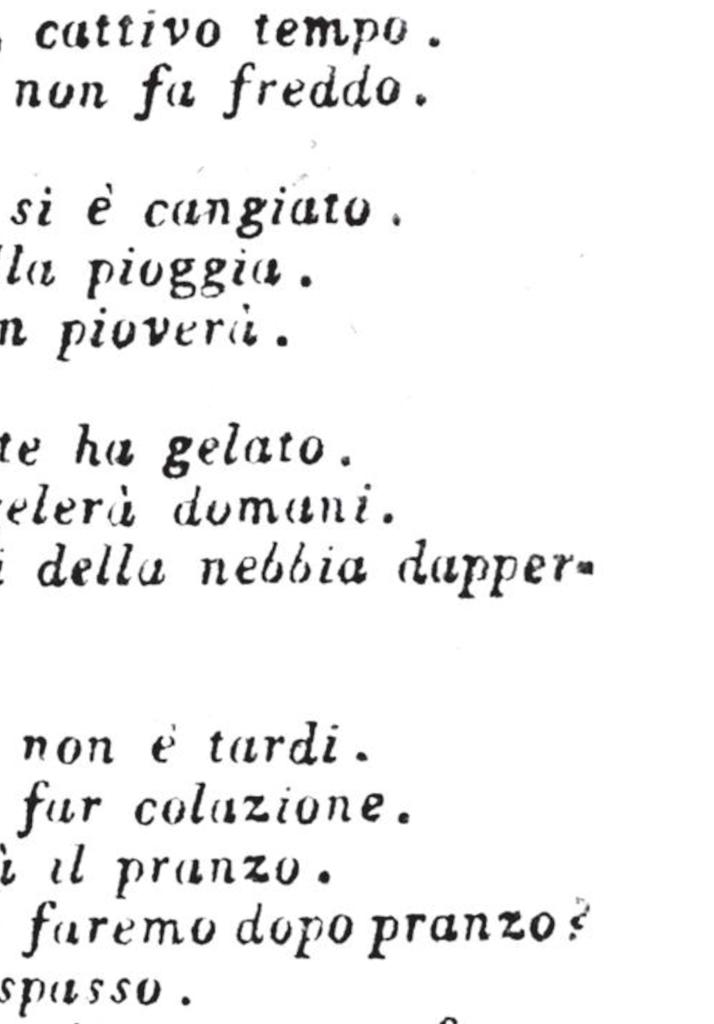 cattivo tempo.
non fa freddo.
si è cangiato.
lla pioggia.
n pioverà.
te ha gelato.
elerà domani.
i della nebbia dapper-
non è tardi.
far colazione.
à il pranzo.
faremo dopo pranzo?
spasso.